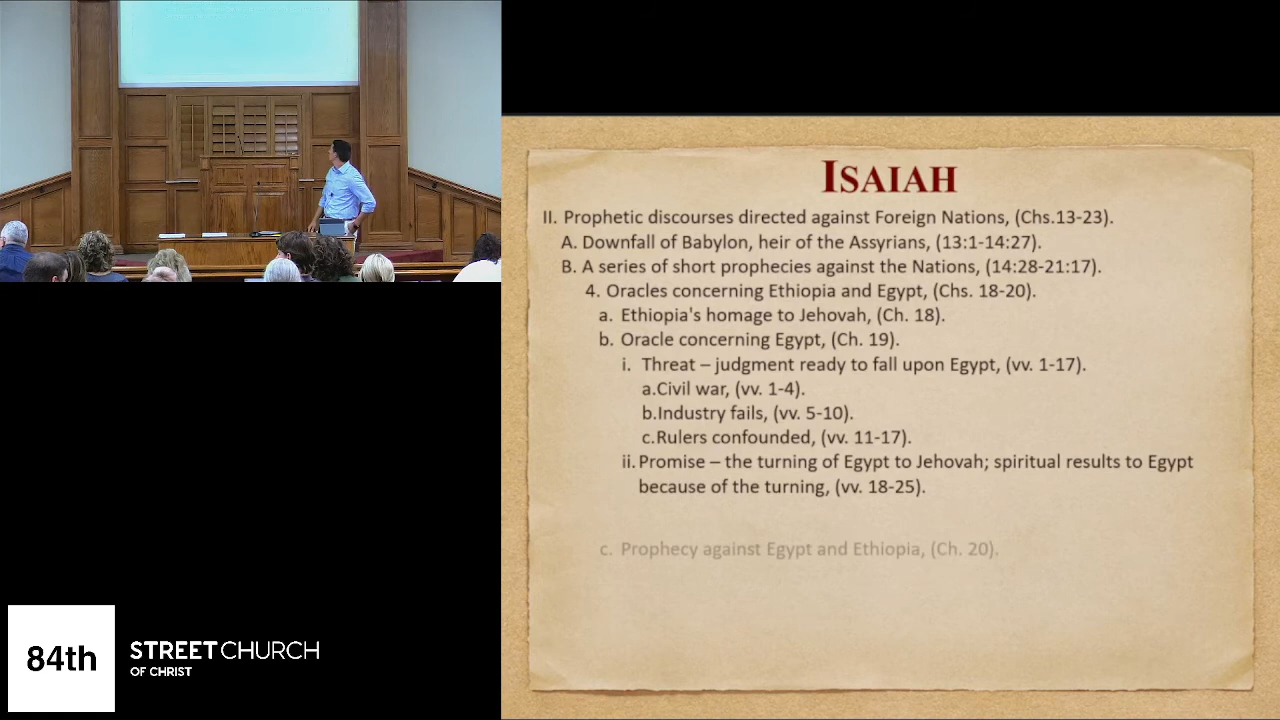 ISAIAH
II. Prophetic discourses directed against Foreign Nations, (Chs.13-23).
A. Downfall of Babylon, heir of the Assyrians, (13:1-14:27).
B. A series of short prophecies against the Nations, (14:28-21:17).
4. Oracles concerning Ethiopia and Egypt, (Chs. 18-20).
a. Ethiopia's homage to Jehovah, (Ch. 18).
b. Oracle concerning Egypt, (Ch. 19).
i. Threat – judgment ready to fall upon Egypt, (vv. 1-17).
a.Civil war, (vv. 1-4).
b.Industry fails, (vv. 5-10).
c.Rulers confounded, (vv. 11-17).
ii. Promise – the turning of Egypt to Jehovah; spiritual results to Egypt
because of the turning, (vv. 18-25).
c. Prophecy against Egypt and Ethiopia, (Ch. 20).
84th
STREET CHURCH
OF CHRIST